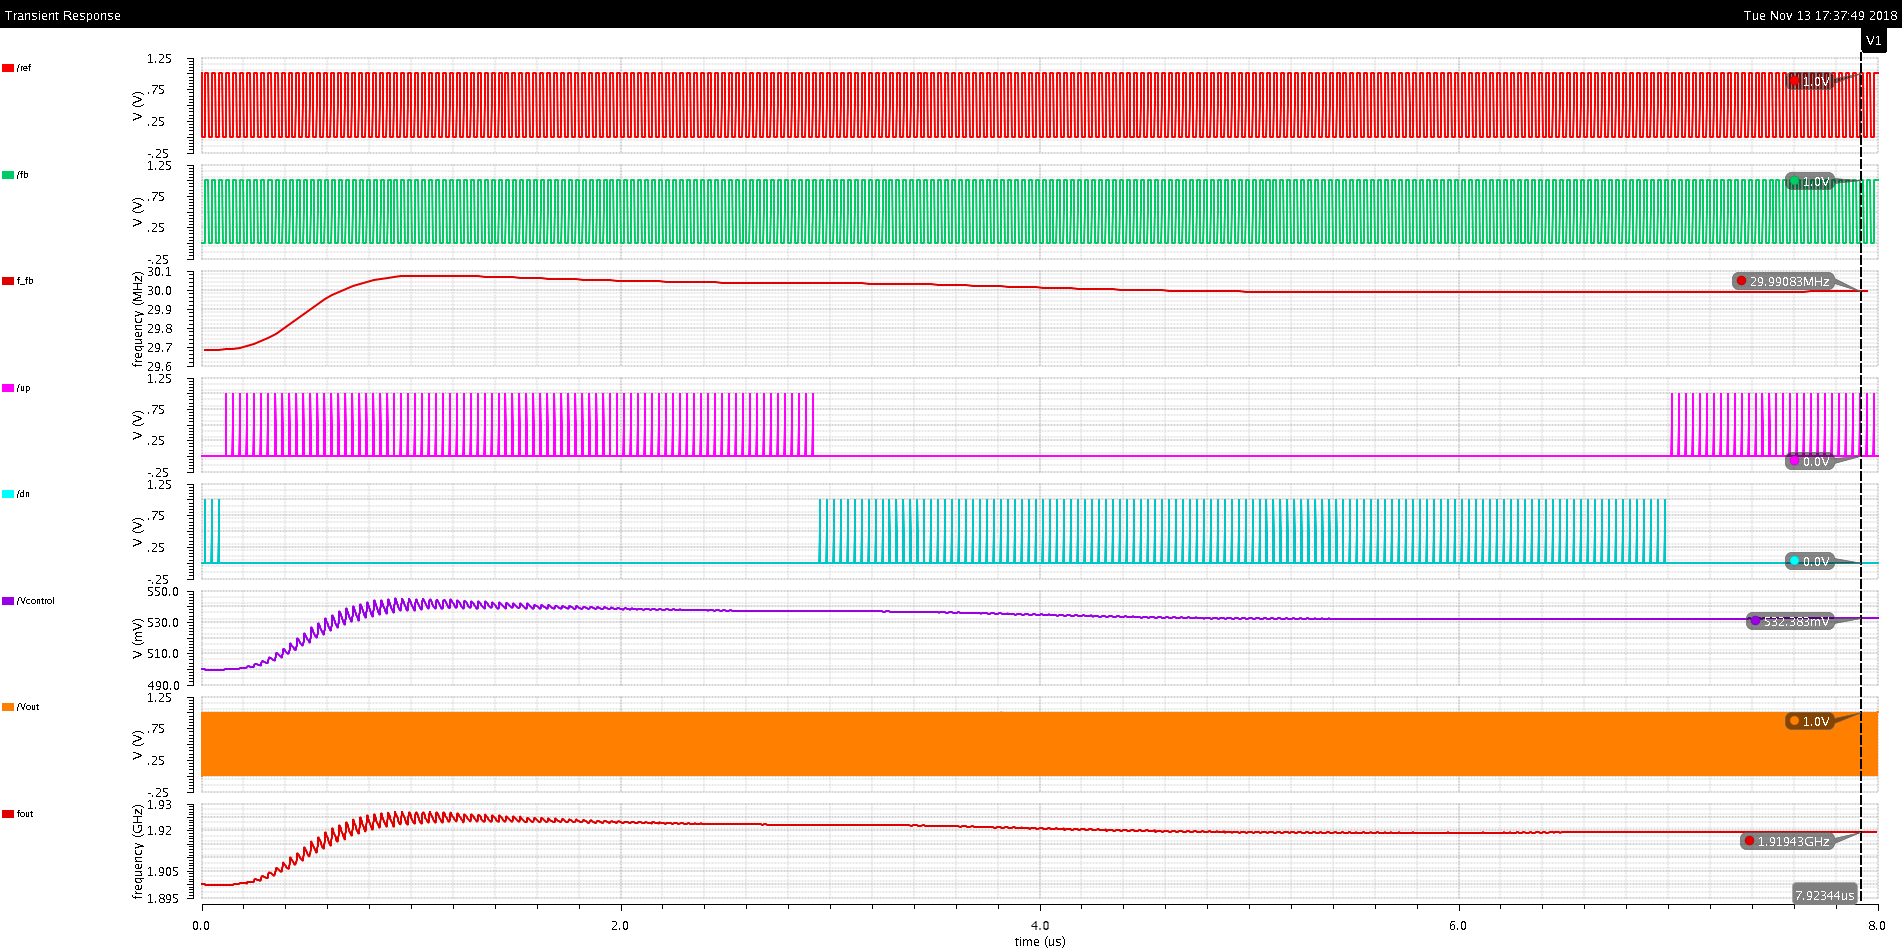 Transient Response
Tue Nov 13 17:37:49 2018
V1
/ref
V (V)
1.25
.75
.25
-.25
1.0V
/fb
V (V)
1.25
.75
.25
-.25
1.0V
f_fb
frequency (MHz)
30.1
30.0
29.9
29.8
29.7
29.6
29.99083MHz
/up
V (V)
1.25
.75
.25
-.25
0.0V
/dn
V (V)
1.25
.75
.25
-.25
0.0V
/Vcontrol
V (mV)
550.0
530.0
510.0
490.0
532.383mV
/Vout
V (V)
1.25
.75
.25
-.25
1.0V
fout
frequency (GHz)
1.93
1.92
1.905
1.895
1.91943GHz
7.92344us
0.0 2.0 4.0 6.0 8.0
time (us)